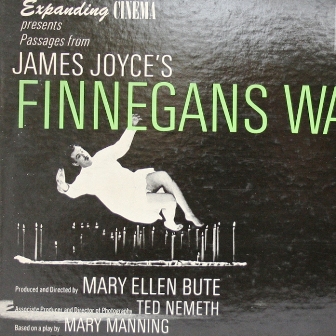 Expanding CINEMA
presents
Passages from
JAMES JOYCE'S
FINNEGANS WA
Produced and Directed by MARY ELLEN BUTE
Associate Producer and Director of Photography TED NEMETH
Based on a play by MARY MANNING